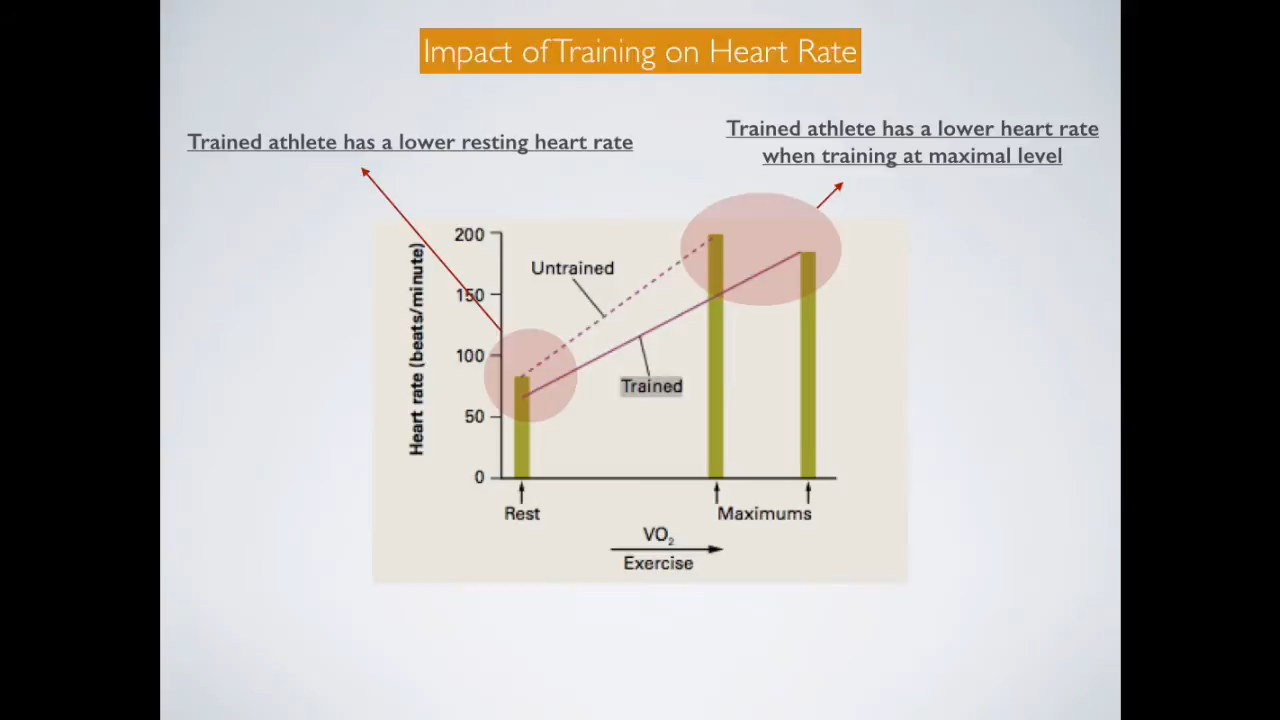 Impact of Training on Heart Rate
Trained athlete has a lower resting heart rate
Trained athlete has a lower heart rate
when training at maximal level
Heart rate (beats/minute)
200
150
100
50
0
Untrained
Trained
Rest
Maximums
VO₂
Exercise